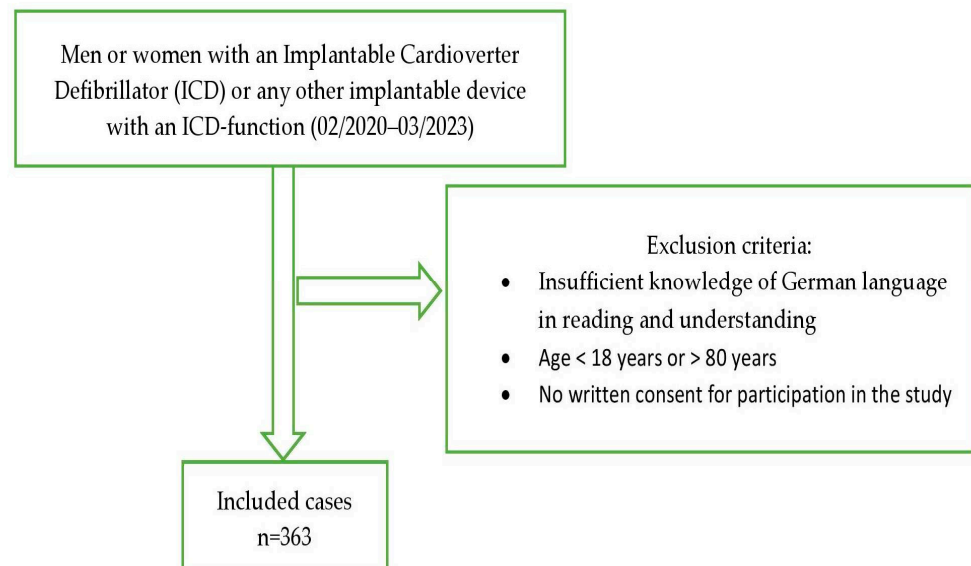 Men or women with an Implantable Cardioverter
Defibrillator (ICD) or any other implantable device
with an ICD-function (02/2020–03/2023)
Exclusion criteria:
• Insufficient knowledge of German language
in reading and understanding
• Age < 18 years or > 80 years
• No written consent for participation in the study
Included cases
n=363